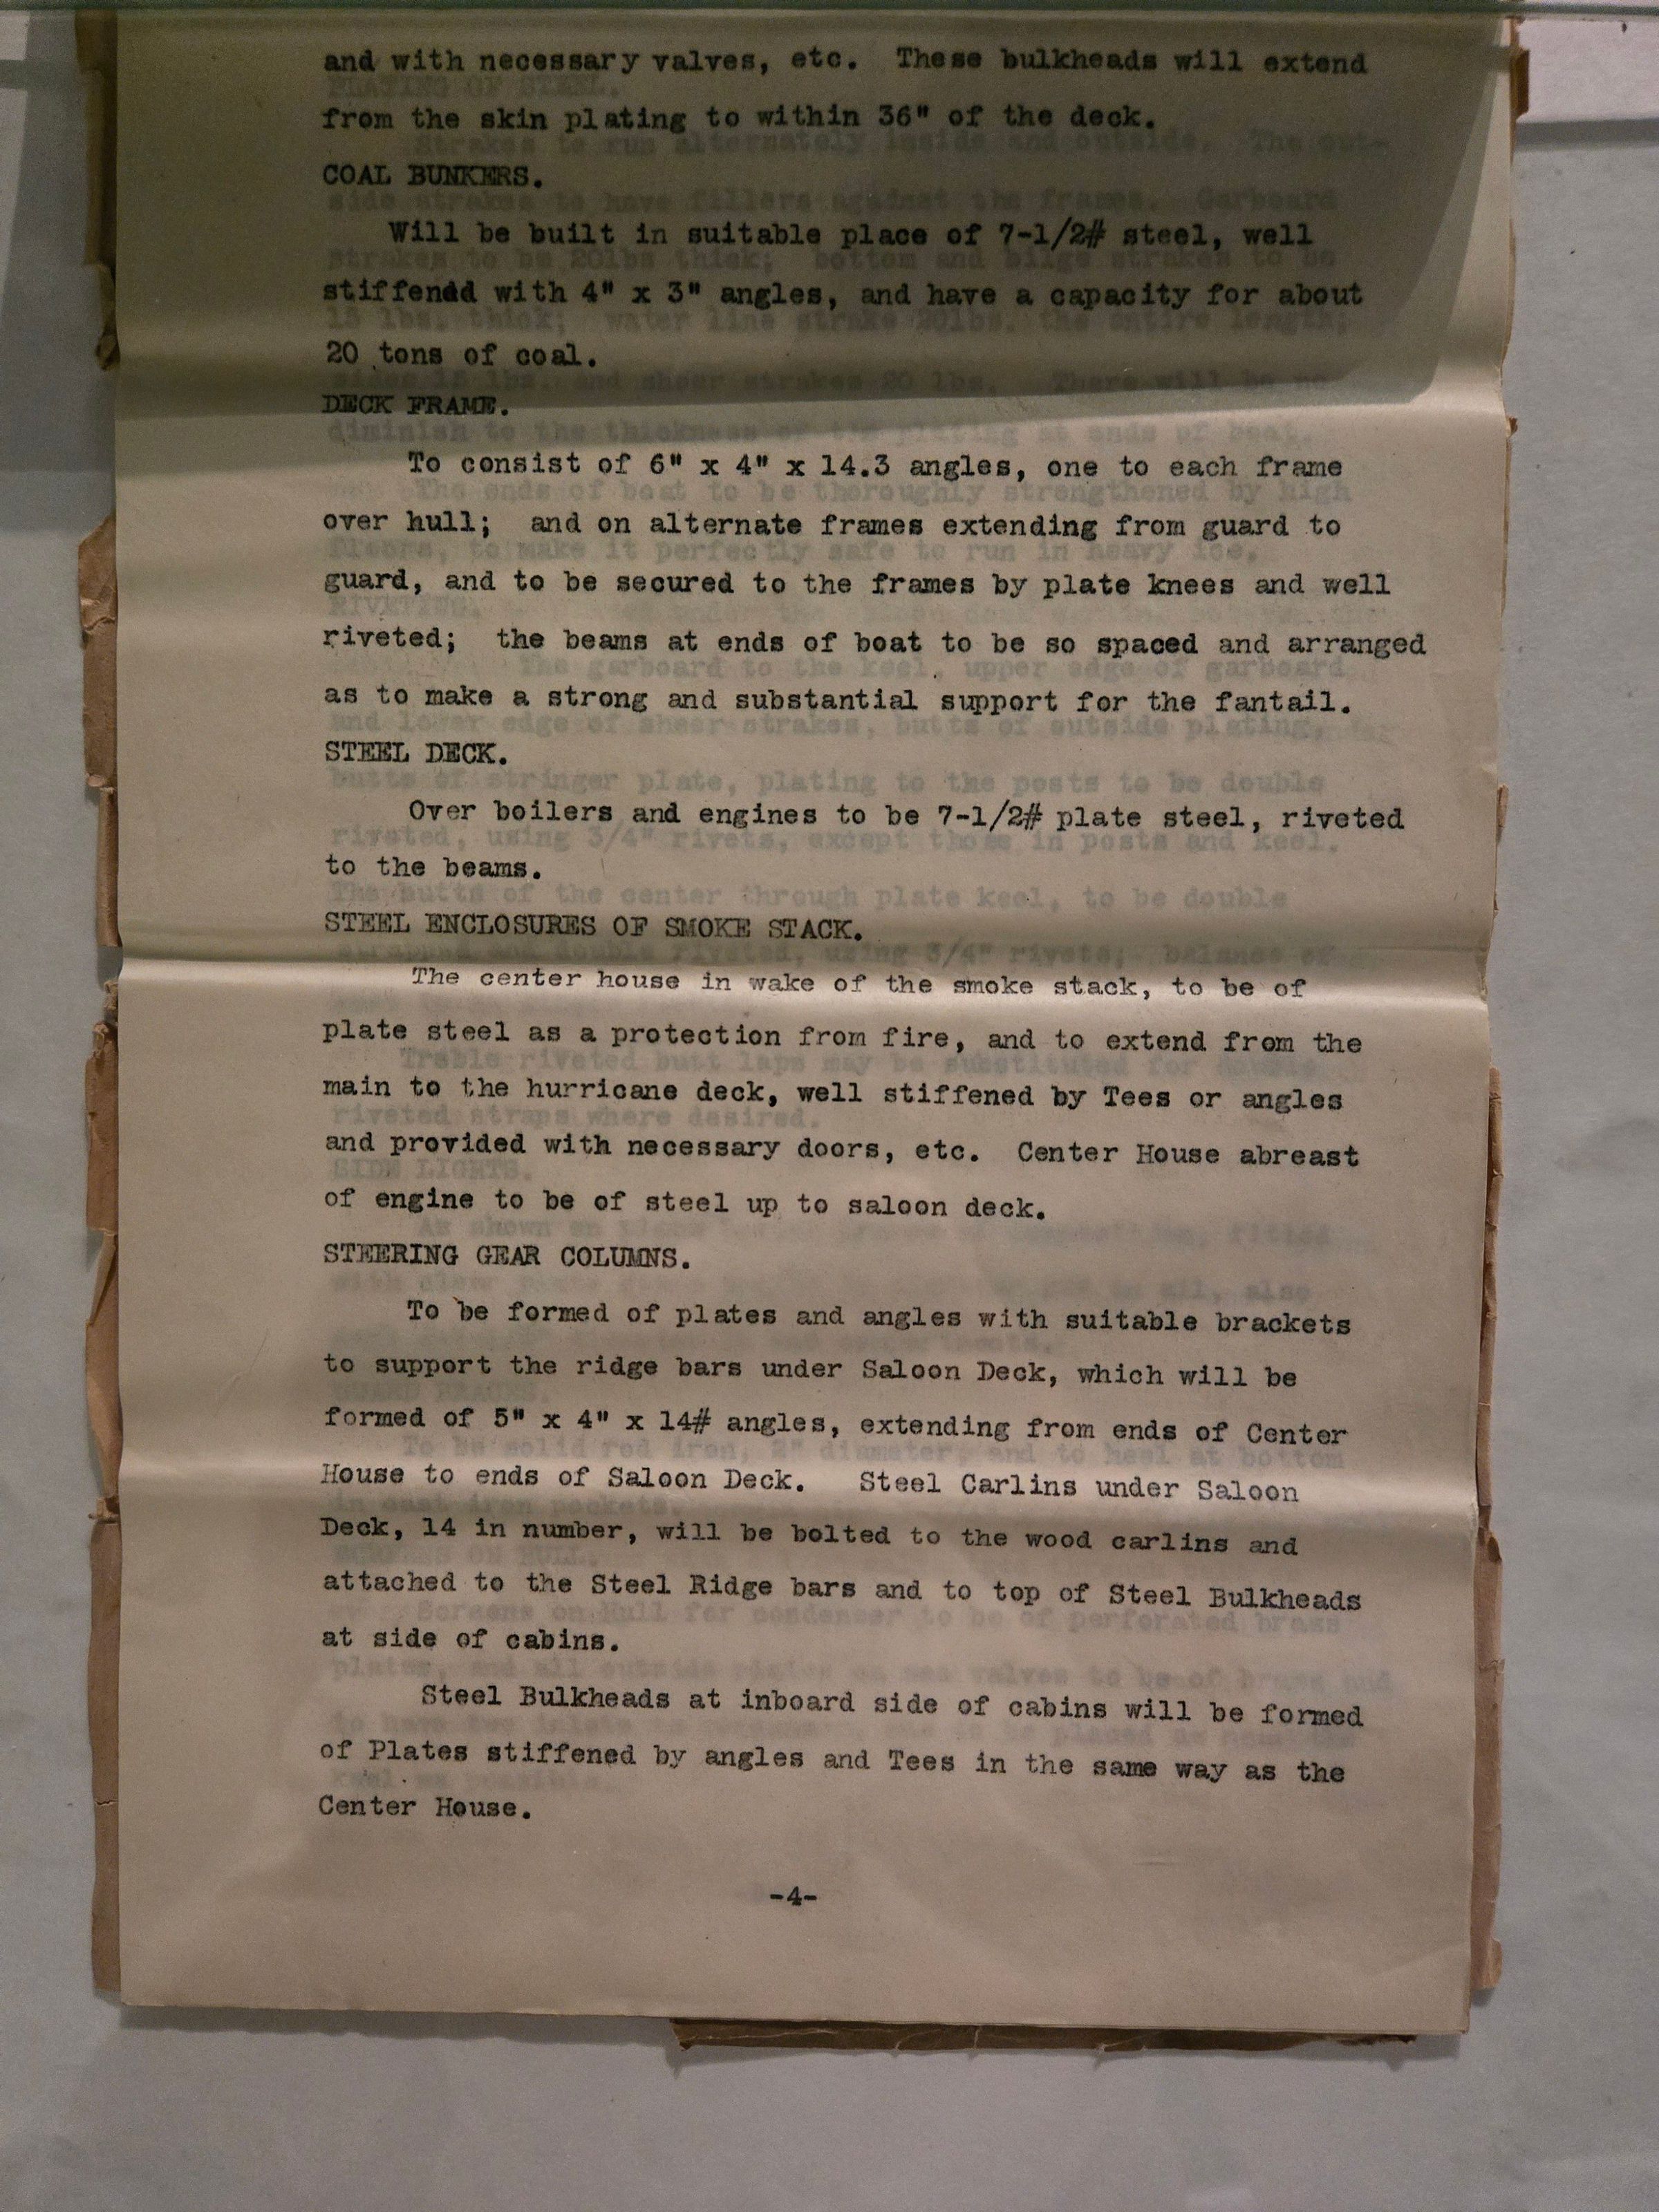 and with necessary valves, etc.  These bulkheads will extend
from the skin plating to within 36" of the deck.
COAL BUNKERS.
Will be built in suitable place of 7-1/2# steel, well
stiffened with 4" x 3" angles, and have a capacity for about
20 tons of coal.
DECK FRAME.
To consist of 6" x 4" x 14.3 angles, one to each frame
over hull;  and on alternate frames extending from guard to
guard, and to be secured to the frames by plate knees and well
riveted;  the beams at ends of boat to be so spaced and arranged
as to make a strong and substantial support for the fantail.
STEEL DECK.
Over boilers and engines to be 7-1/2# plate steel, riveted
to the beams.
STEEL ENCLOSURES OF SMOKE STACK.
The center house in wake of the smoke stack, to be of
plate steel as a protection from fire, and to extend from the
main to the hurricane deck, well stiffened by Tees or angles
and provided with necessary doors, etc.  Center House abreast
of engine to be of steel up to saloon deck.
STEERING GEAR COLUMNS.
To be formed of plates and angles with suitable brackets
to support the ridge bars under Saloon Deck, which will be
formed of 5" x 4" x 14# angles, extending from ends of Center
House to ends of Saloon Deck.  Steel Carlins under Saloon
Deck, 14 in number, will be bolted to the wood carlins and
attached to the Steel Ridge bars and to top of Steel Bulkheads
at side of cabins.
Steel Bulkheads at inboard side of cabins will be formed
of Plates stiffened by angles and Tees in the same way as the
Center House.
-4-